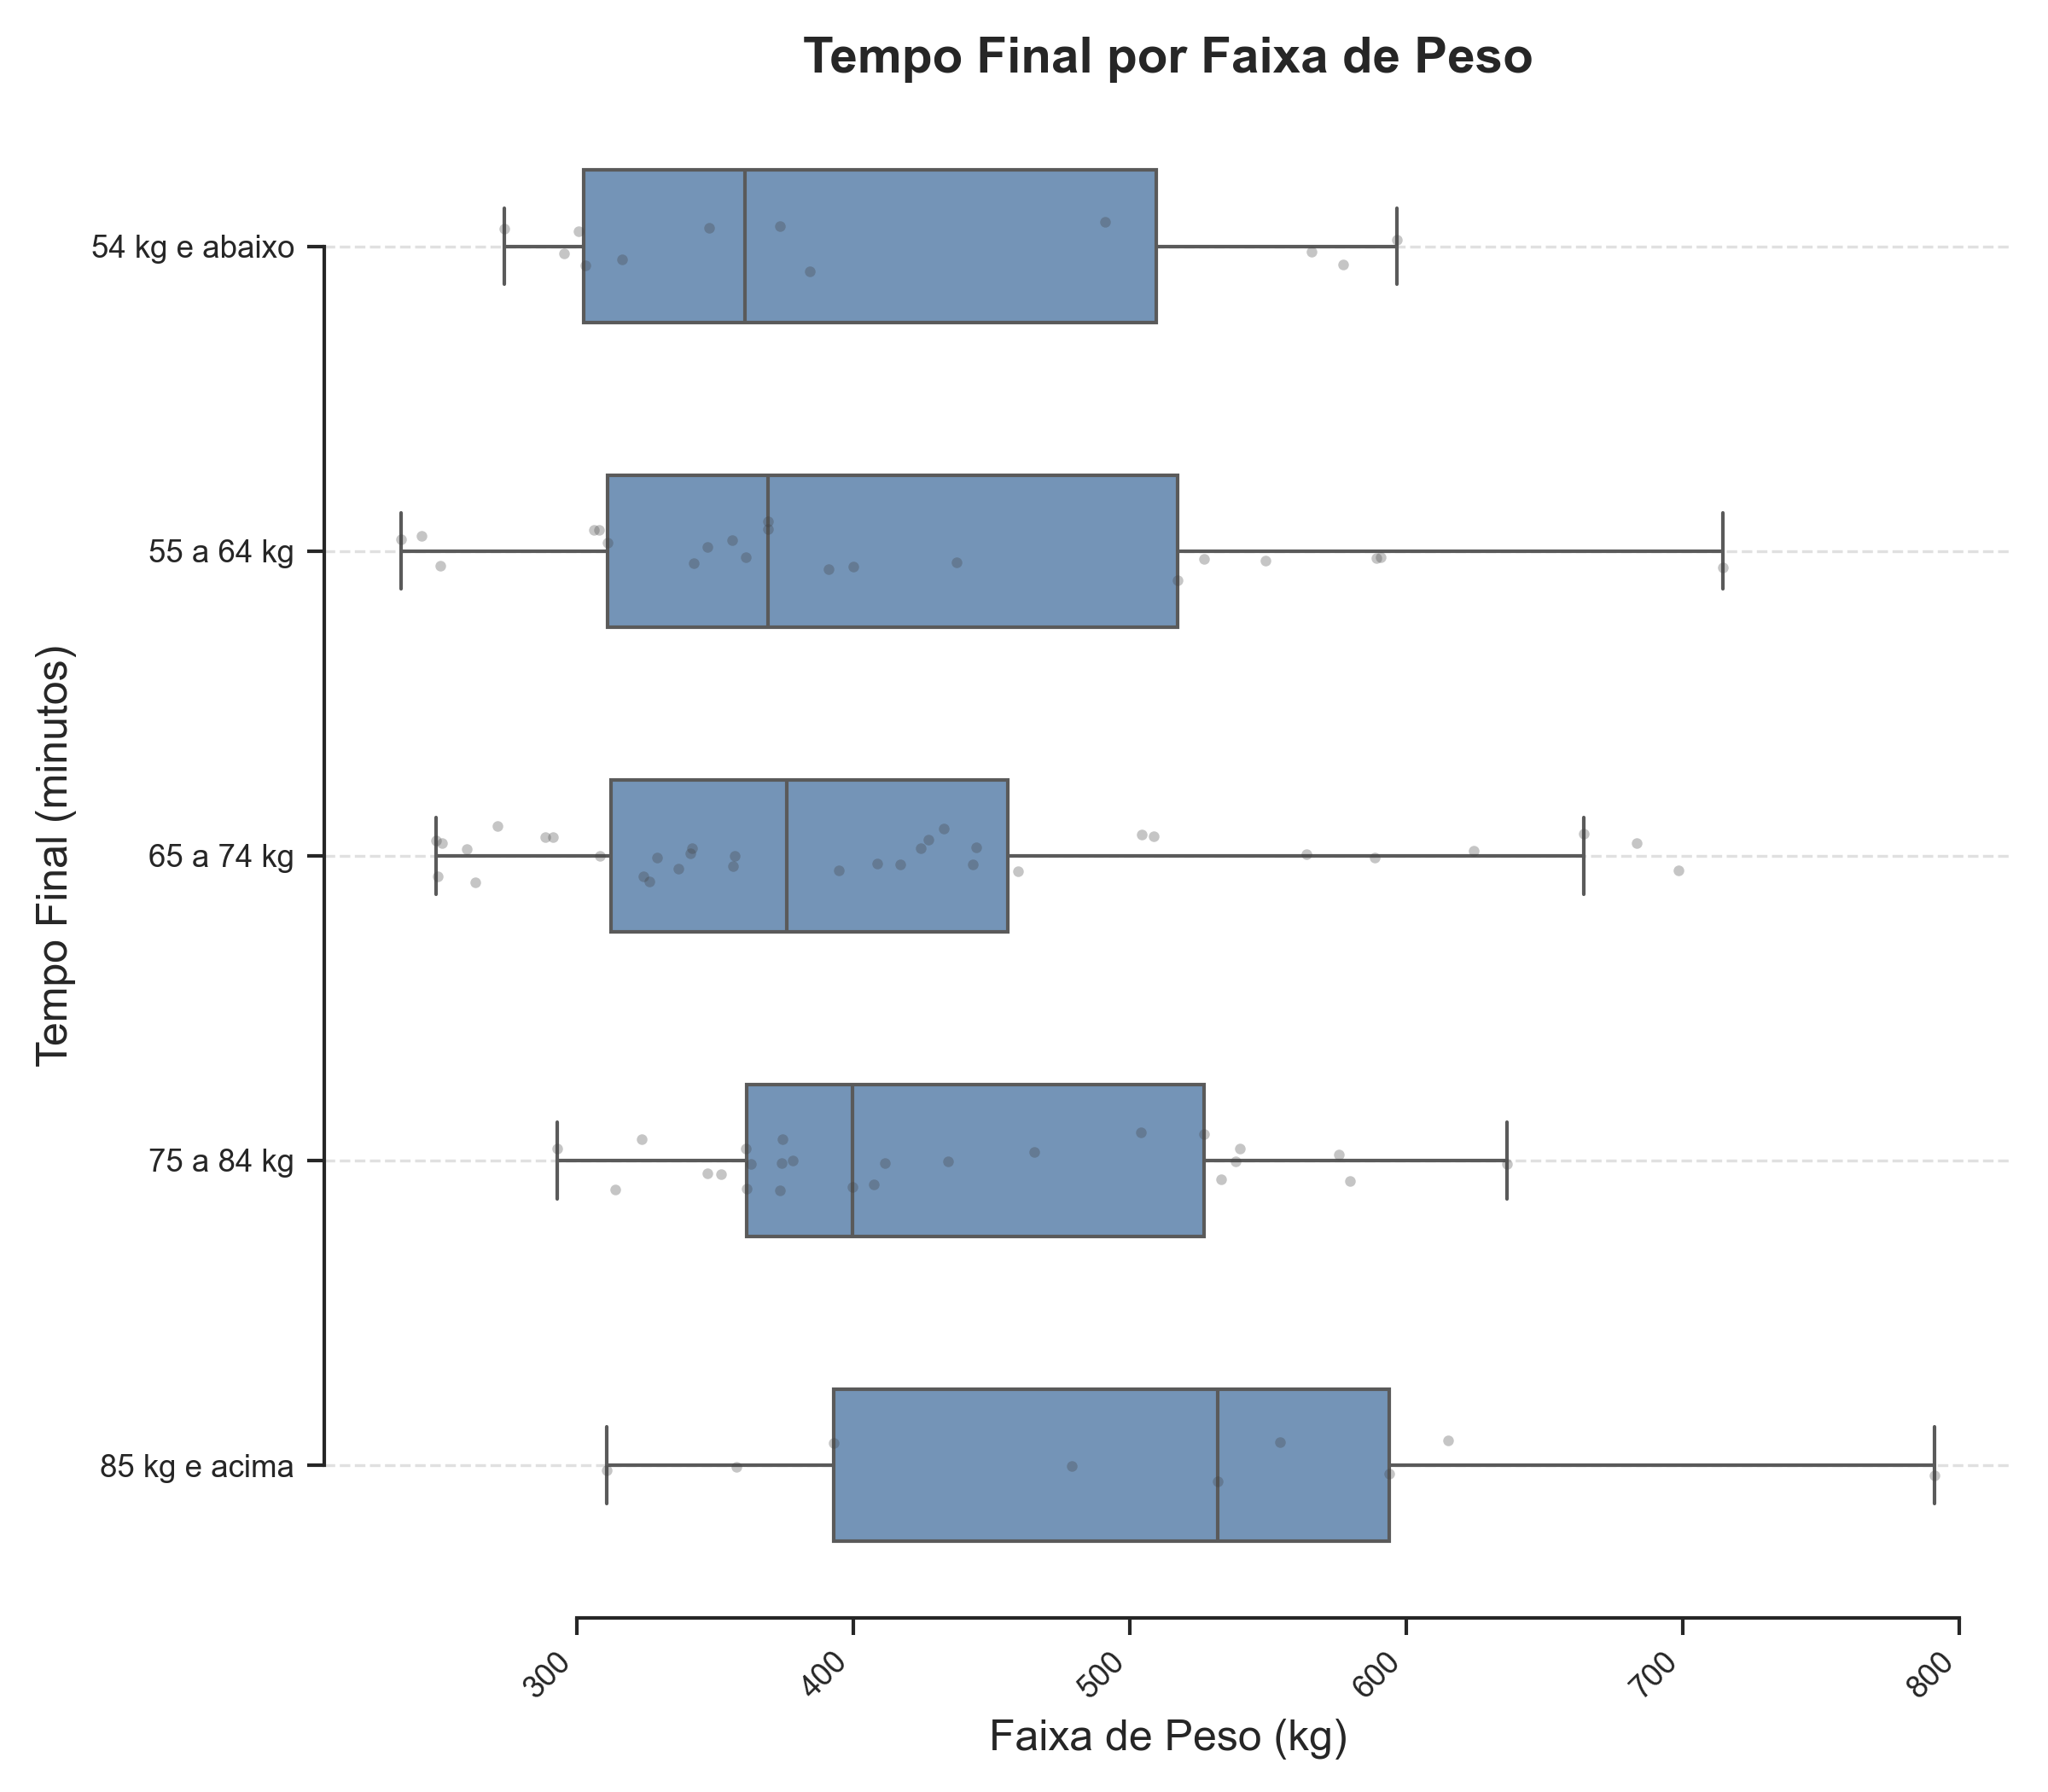 Tempo Final por Faixa de Peso
Tempo Final (minutos)
54 kg e abaixo
55 a 64 kg
65 a 74 kg
75 a 84 kg
85 kg e acima
300
400
500
600
700
800
Faixa de Peso (kg)